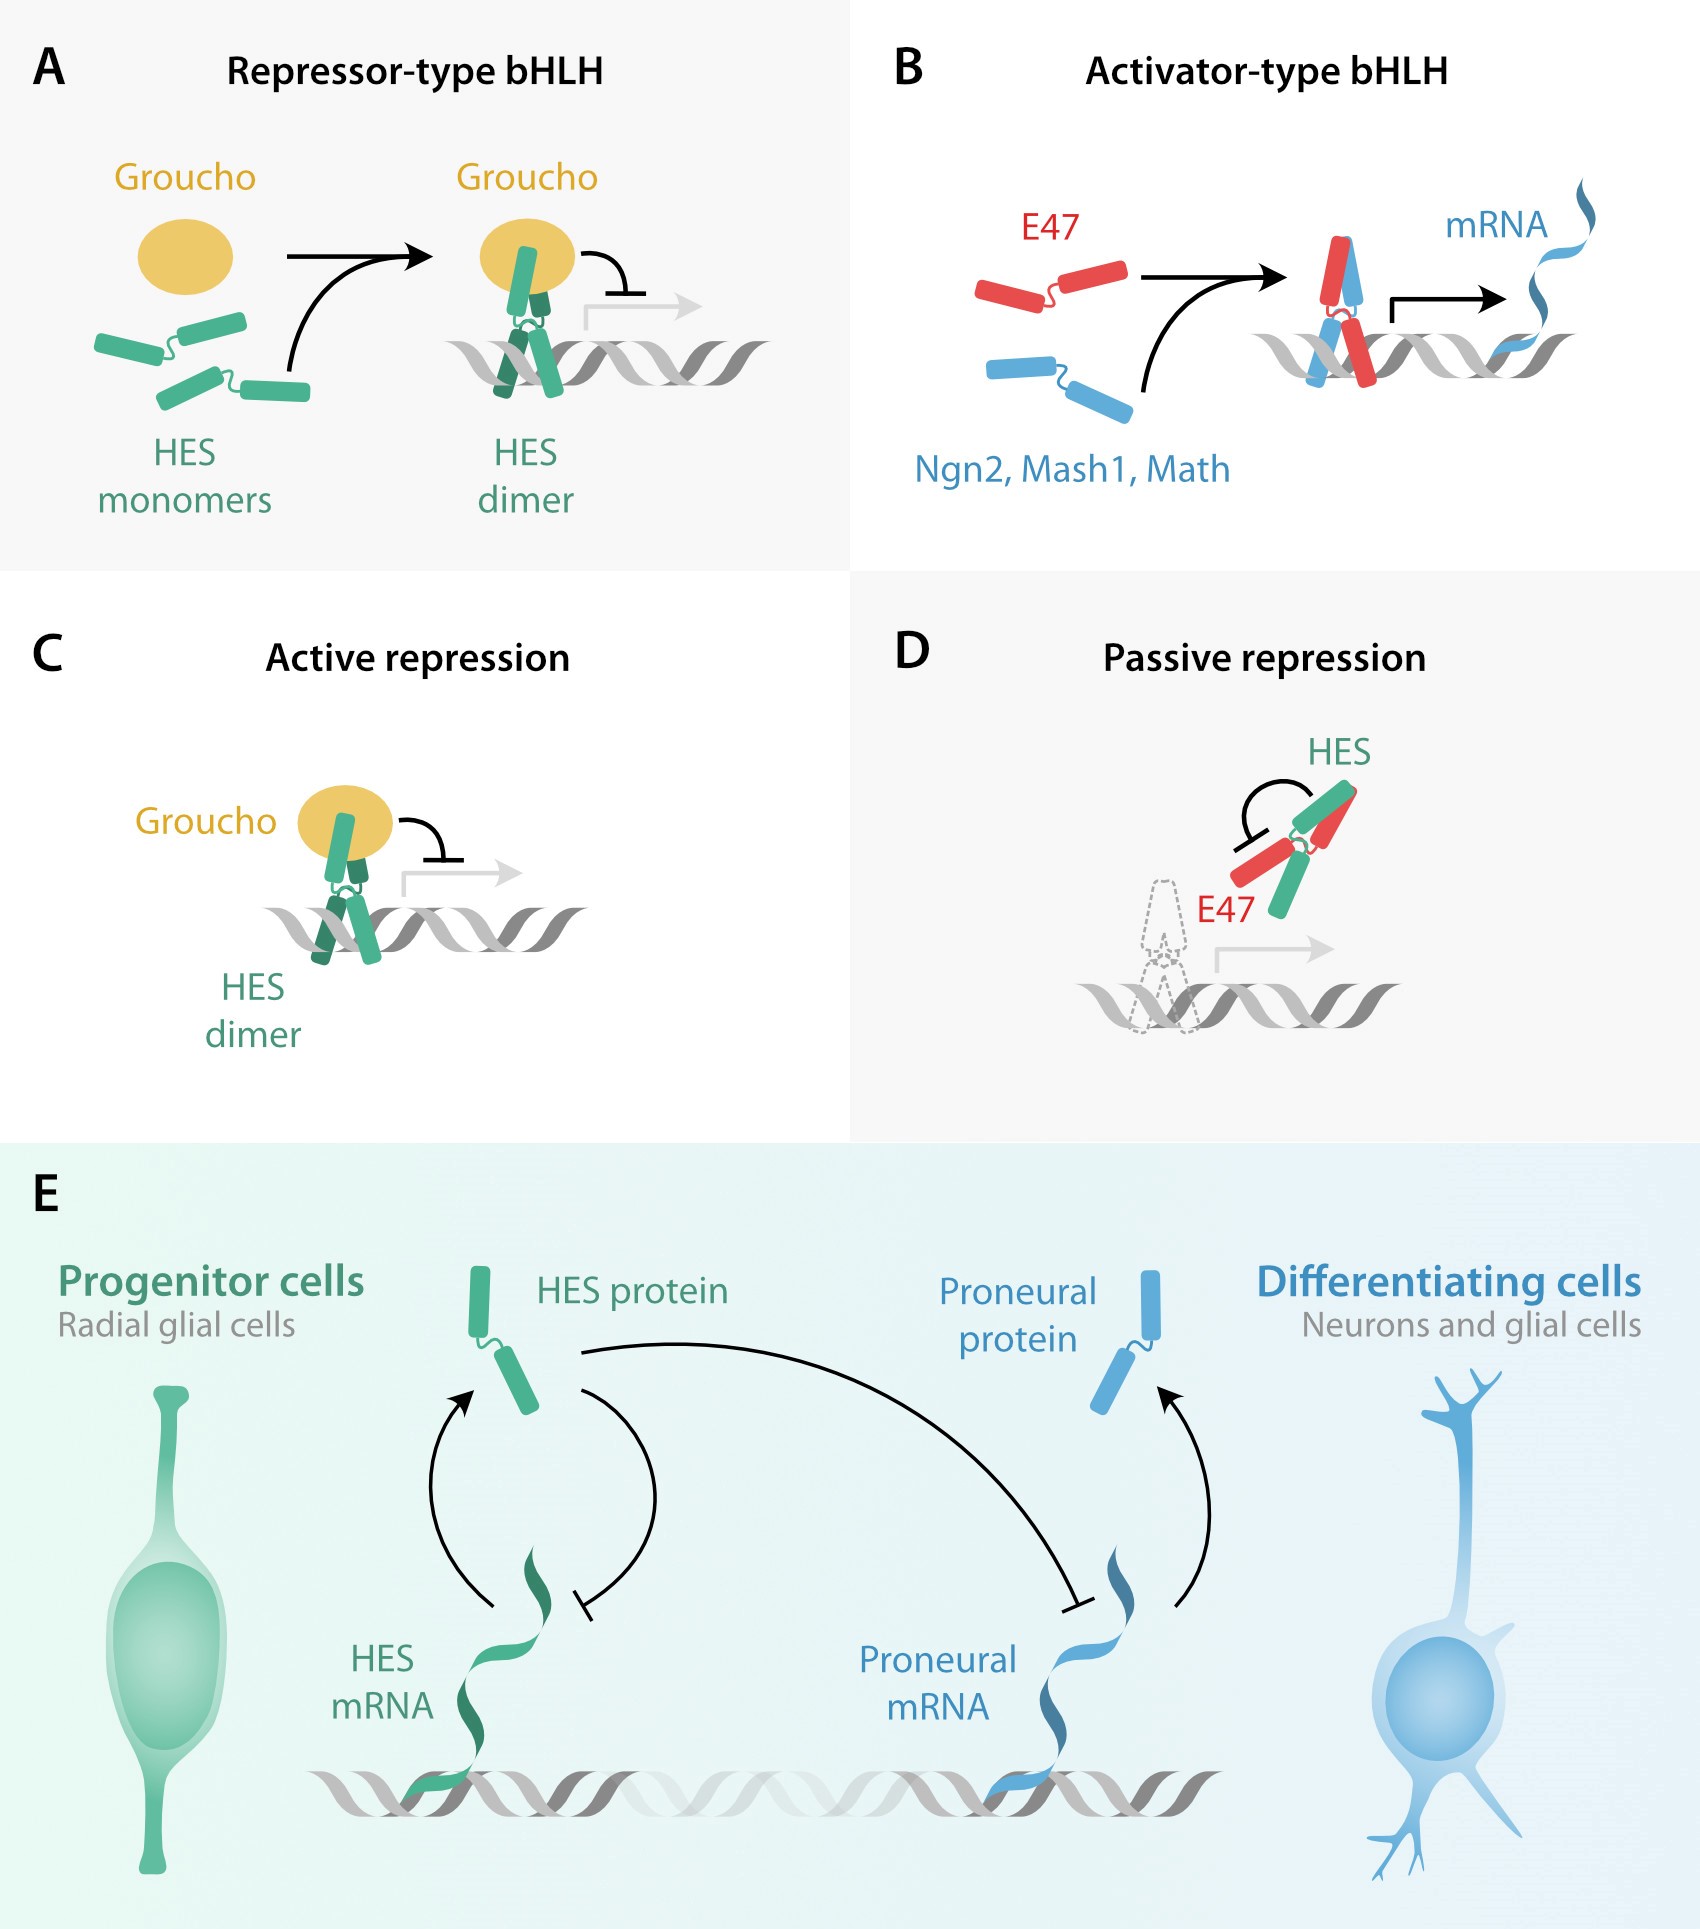 A
Repressor-type bHLH
Groucho
Groucho
HES
monomers
HES
dimer
B
Activator-type bHLH
E47
mRNA
Ngn2, Mash1, Math
C
Active repression
Groucho
HES
dimer
D
Passive repression
HES
E47
E
Progenitor cells
Radial glial cells
HES protein
Proneural
protein
Differentiating cells
Neurons and glial cells
HES
mRNA
Proneural
mRNA